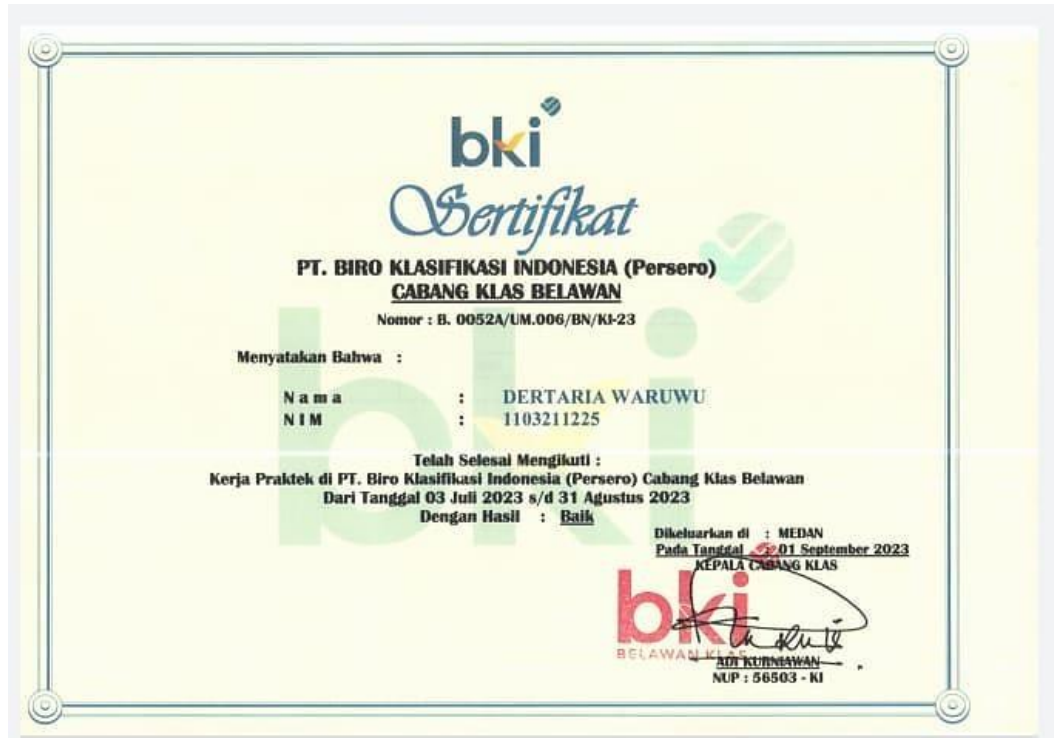 bki
Sertifikat
PT. BIRO KLASIFIKASI INDONESIA (Persero)
CABANG KLAS BELAWAN
Nomor : B. 0052A/UM.006/BN/KI-23
Menyatakan Bahwa :
N a m a : DERTARIA WARUWU
N I M : 1103211225
Telah Selesai Mengikuti :
Kerja Praktek di PT. Biro Klasifikasi Indonesia (Persero) Cabang Klas Belawan
Dari Tanggal 03 Juli 2023 s/d 31 Agustus 2023
Dengan Hasil : Baik
Dikeluarkan di : MEDAN
Pada Tanggal : 01 September 2023
KEPALA CABANG KLAS
bki
BELAWAN KLAS
ADI KURNIAWAN
NUP : 56503 - KI
bki